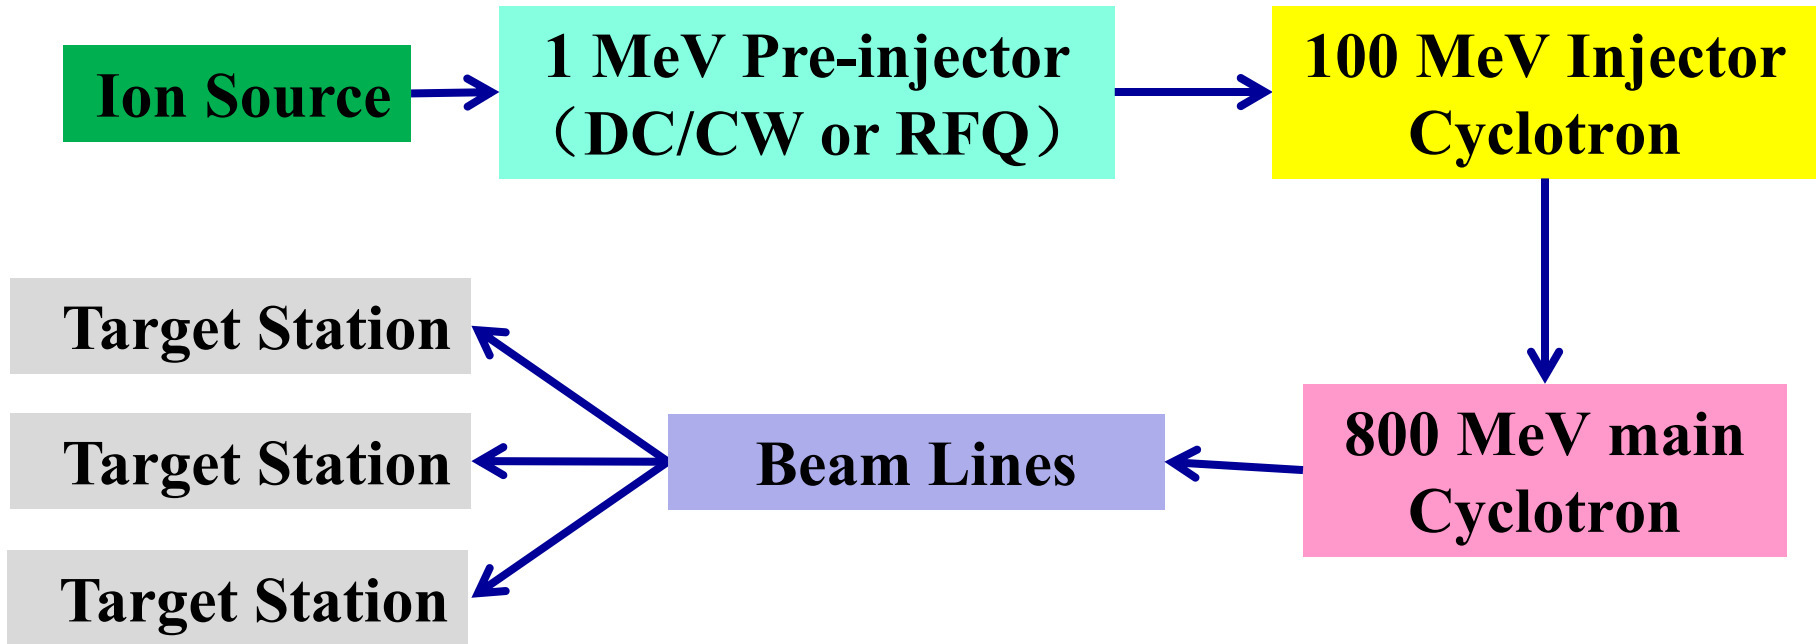 Ion Source
1 MeV Pre-injector
（DC/CW or RFQ）
100 MeV Injector
Cyclotron
800 MeV main
Cyclotron
Beam Lines
Target Station
Target Station
Target Station